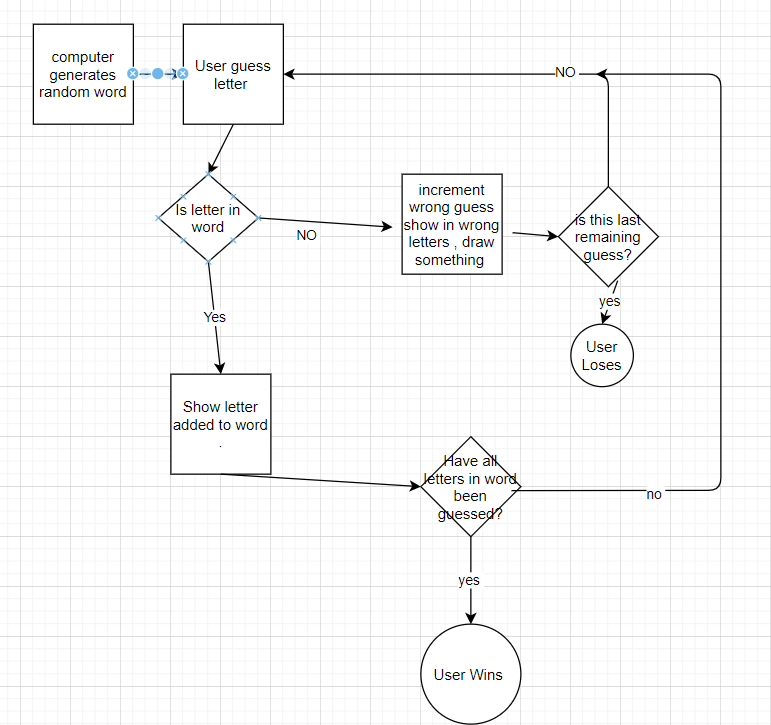 computer
generates
random word
User guess
letter
NO
Is letter in
word
NO
increment
wrong guess
show in wrong
letters , draw
something
is this last
remaining
guess?
yes
User
Loses
Yes
Show letter
added to word
.
Have all
letters in word
been
guessed?
no
yes
User Wins